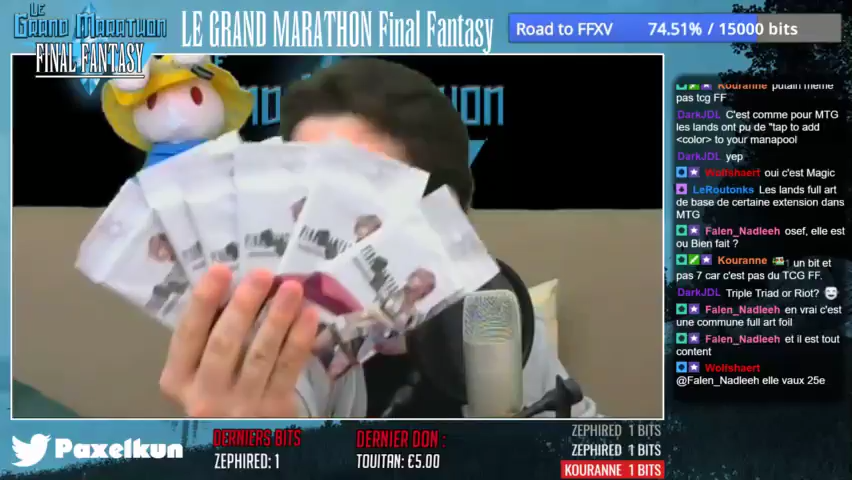 LE
GRAND MARATHON
FINAL FANTASY
LE GRAND MARATHON Final Fantasy
Road to FFXV 74.51% / 15000 bits
Kouranne putain meme
pas tcg FF
DarkJDL C'est comme pour MTG
les lands ont pu de "tap to add
<color> to your manapool
DarkJDL yep
Wolfshaert oui c'est Magic
LeRoutonks Les lands full art
de base de certaine extension dans
MTG
Falen_Nadleeh osef, elle est
ou Bien fait ?
Kouranne 1 un bit et
pas 7 car c'est pas du TCG FF.
DarkJDL Triple Triad or Riot?
Falen_Nadleeh en vrai c'est
une commune full art foil
Falen_Nadleeh et il est tout
content
Wolfshaert
@Falen_Nadleeh elle vaux 25e
Paxelkun
DERNIERS BITS
ZEPHIRED: 1
DERNIER DON :
TOUITAN: €5.00
ZEPHIRED 1 BITS
ZEPHIRED 1 BITS
KOURANNE 1 BITS